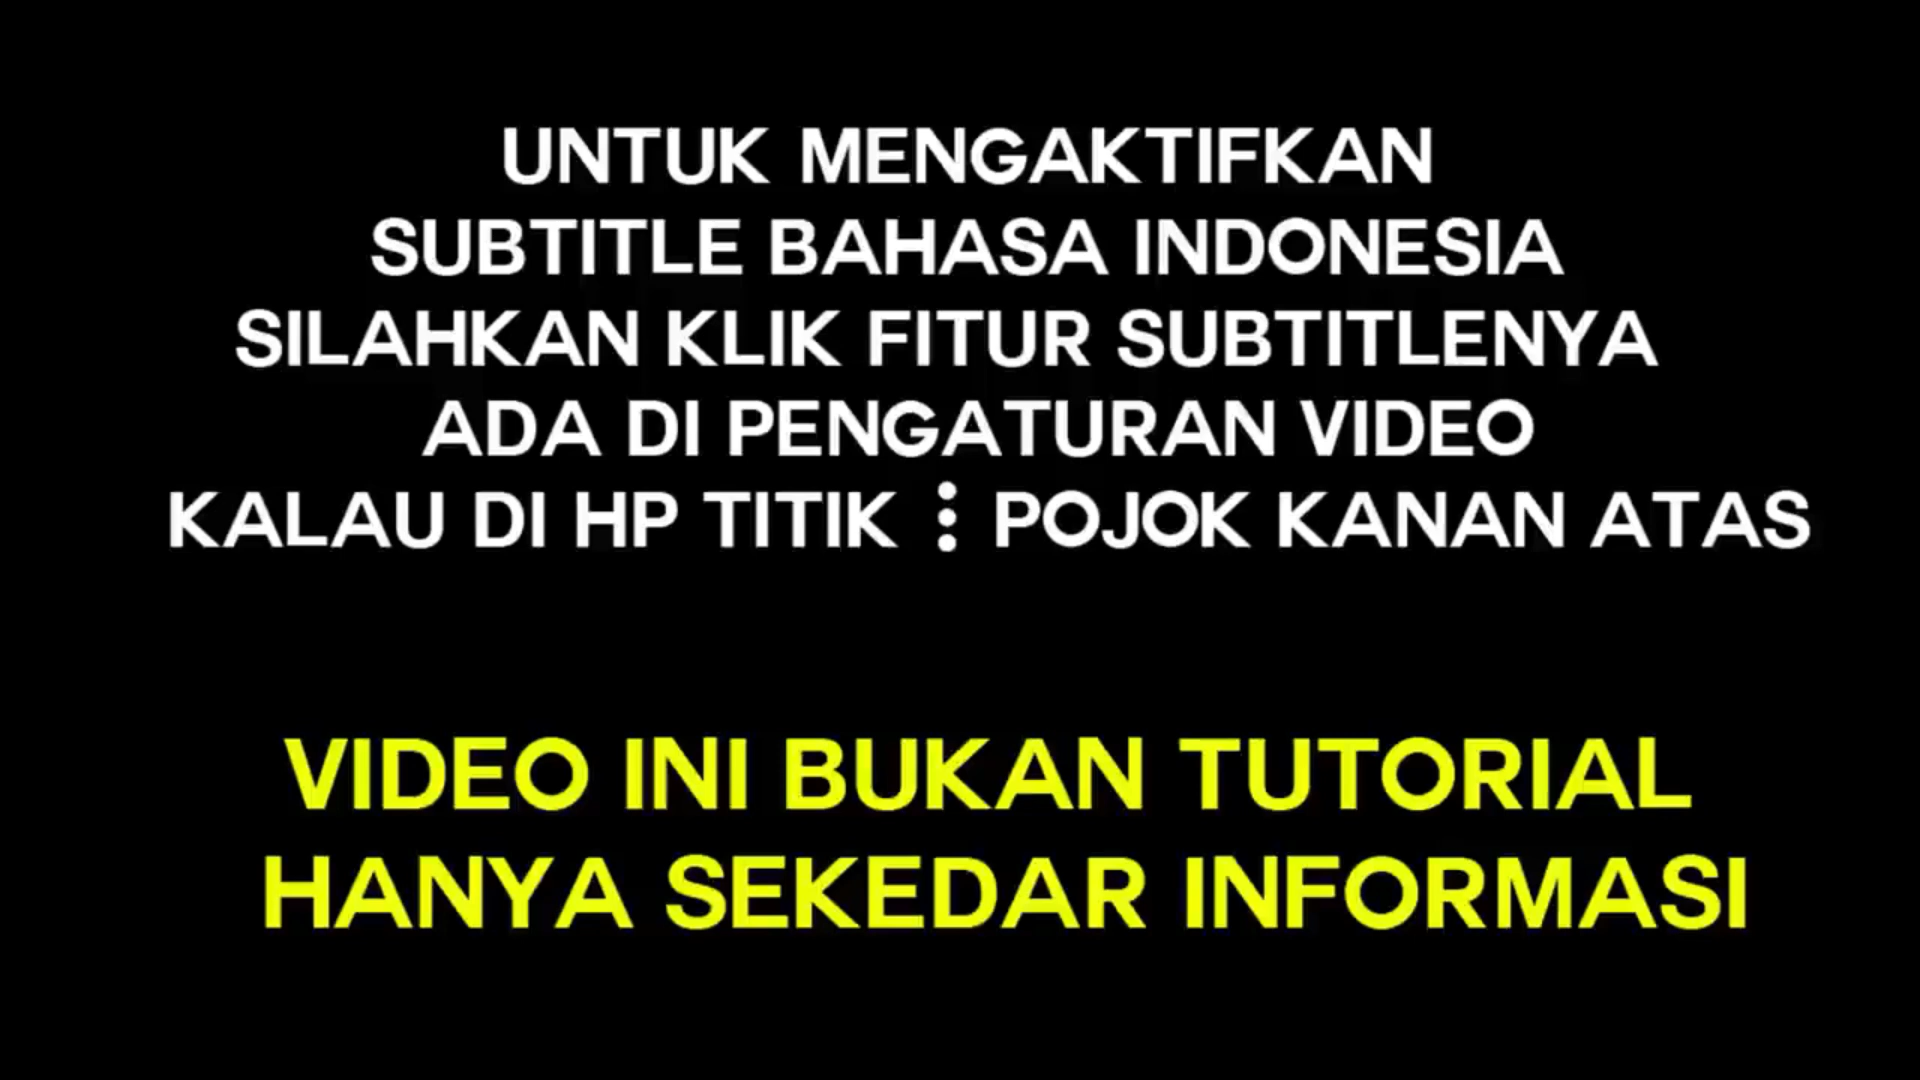 UNTUK MENGAKTIFKAN
SUBTITLE BAHASA INDONESIA
SILAHKAN KLIK FITUR SUBTITLENYA
ADA DI PENGATURAN VIDEO
KALAU DI HP TITIK ⋮ POJOK KANAN ATAS
VIDEO INI BUKAN TUTORIAL
HANYA SEKEDAR INFORMASI